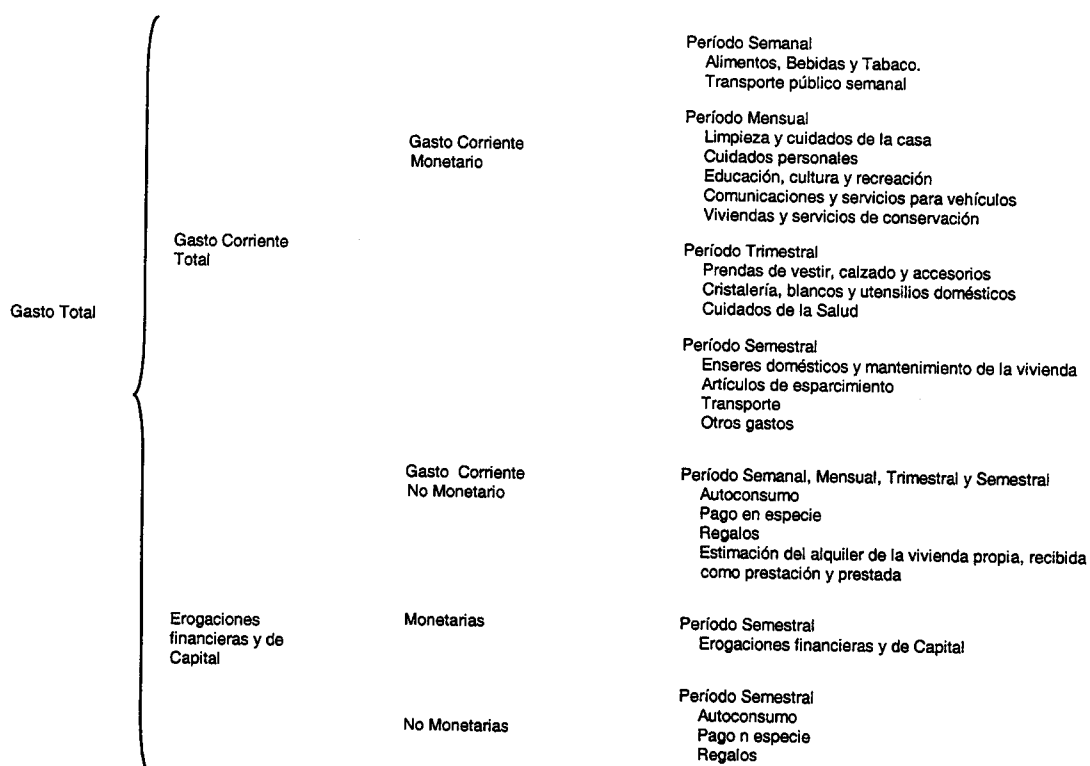 Gasto Total
Gasto Corriente
Total
Gasto Corriente
Monetario
Período Semanal
Alimentos, Bebidas y Tabaco.
Transporte público semanal
Período Mensual
Limpieza y cuidados de la casa
Cuidados personales
Educación, cultura y recreación
Comunicaciones y servicios para vehículos
Viviendas y servicios de conservación
Período Trimestral
Prendas de vestir, calzado y accesorios
Cristalería, blancos y utensilios domésticos
Cuidados de la Salud
Período Semestral
Enseres domésticos y mantenimiento de la vivienda
Artículos de esparcimiento
Transporte
Otros gastos
Gasto Corriente
No Monetario
Período Semanal, Mensual, Trimestral y Semestral
Autoconsumo
Pago en especie
Regalos
Estimación del alquiler de la vivienda propia, recibida
como prestación y prestada
Erogaciones
financieras y de
Capital
Monetarias
Período Semestral
Erogaciones financieras y de Capital
No Monetarias
Período Semestral
Autoconsumo
Pago n especie
Regalos